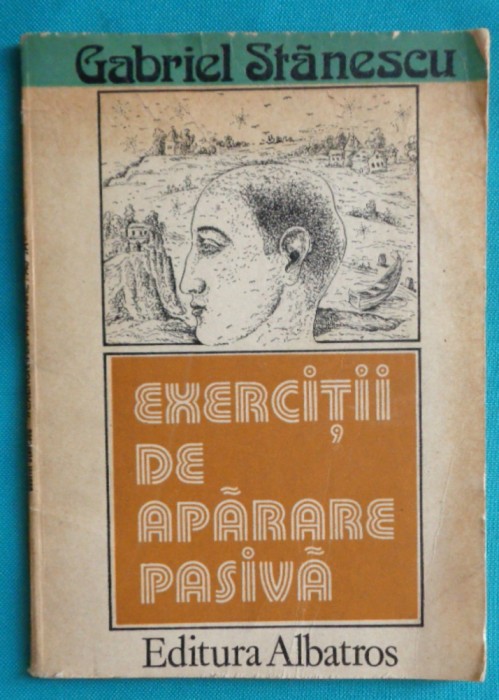 Gabriel Stănescu
EXERCIȚII
DE
APĂRARE
PASIVĂ
Editura Albatros